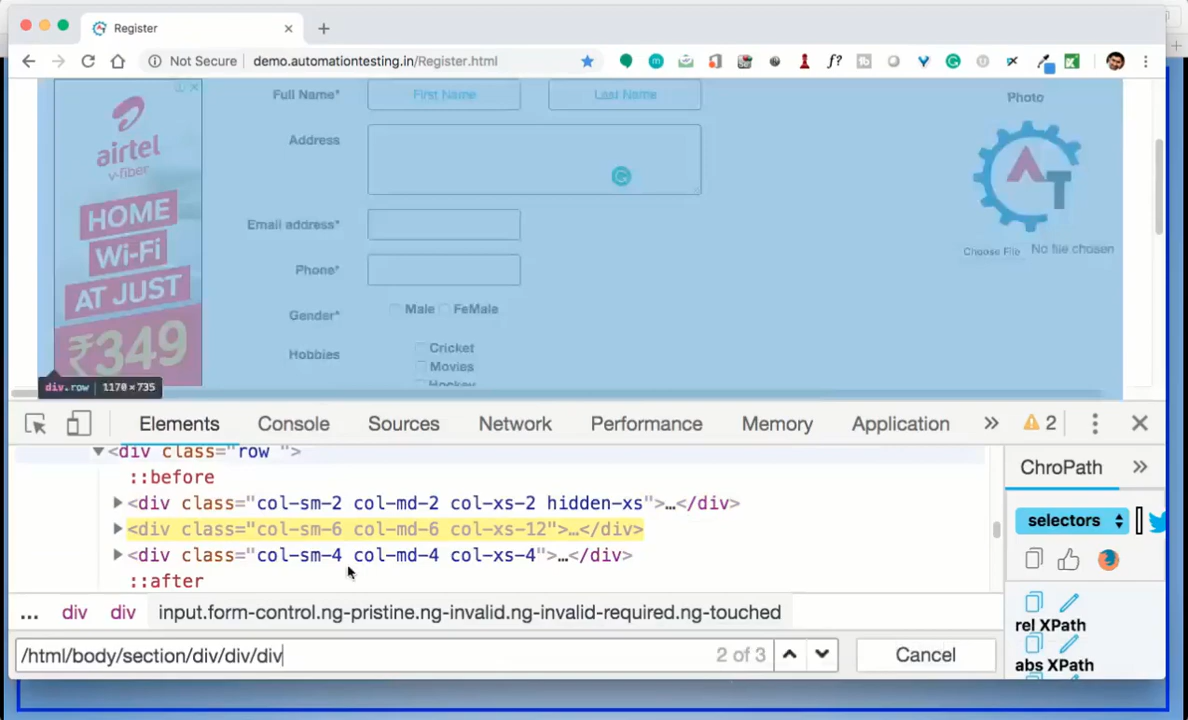 Register
Not Secure | demo.automationtesting.in/Register.html
Full Name* First Name Last Name Photo
Address
Email address*
Phone*
Gender* Male FeMale
Hobbies Cricket
Movies
Hockey
Choose File No file chosen
airtel
v-fiber
HOME
Wi-Fi
AT JUST
₹349
AT
div.row | 1170×735
Elements Console Sources Network Performance Memory Application » 2
<div class="row ">
::before
<div class="col-sm-2 col-md-2 col-xs-2 hidden-xs">…</div>
<div class="col-sm-6 col-md-6 col-xs-12">…</div>
<div class="col-sm-4 col-md-4 col-xs-4">…</div>
::after
... div div input.form-control.ng-pristine.ng-invalid.ng-invalid-required.ng-touched
/html/body/section/div/div/div 2 of 3 Cancel
ChroPath »
selectors
rel XPath
abs XPath